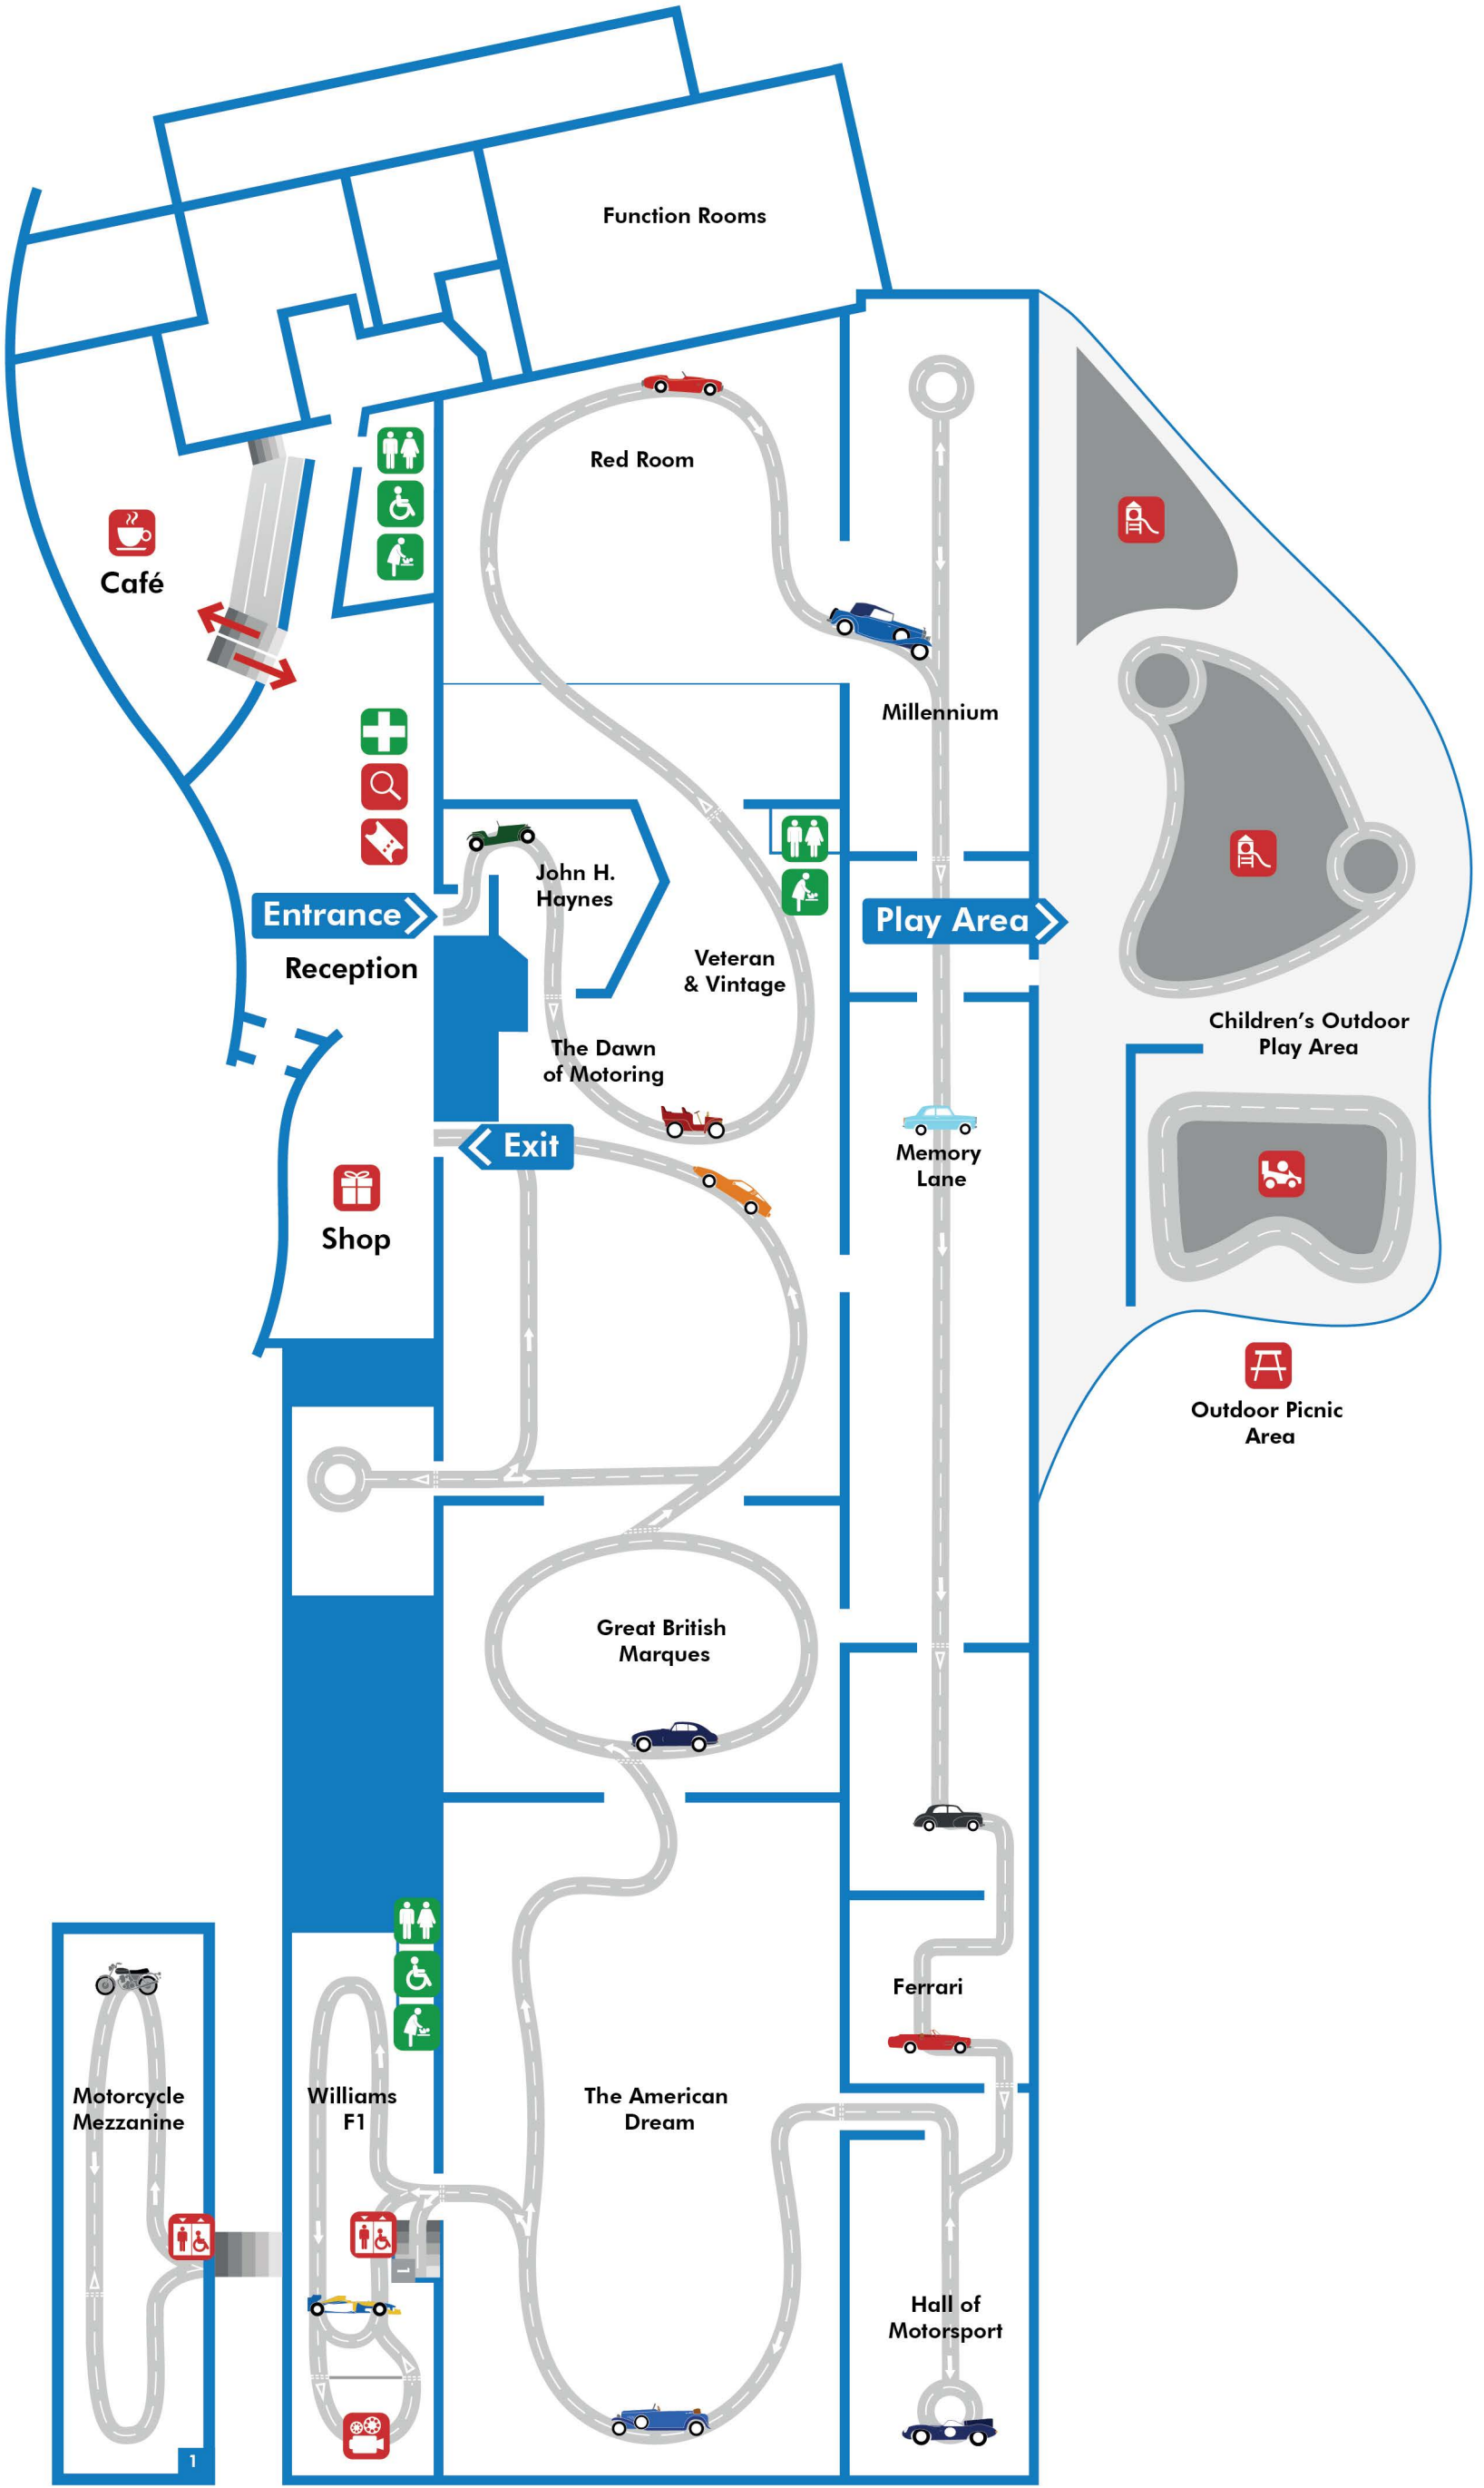 Function Rooms
Red Room
Café
Millennium
John H.
Haynes
Entrance
Play Area
Reception
Veteran
& Vintage
Children's Outdoor
Play Area
The Dawn
of Motoring
Exit
Memory
Lane
Shop
Outdoor Picnic
Area
Great British
Marques
Ferrari
Motorcycle
Mezzanine
Williams
F1
The American
Dream
Hall of
Motorsport
1